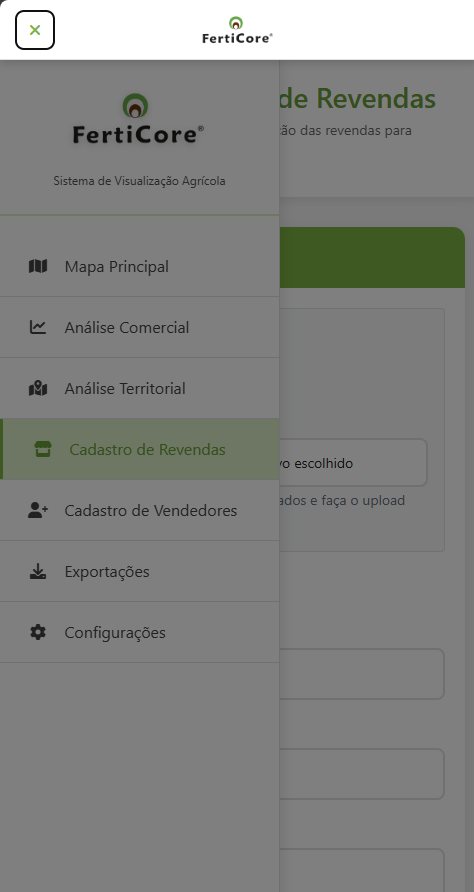 FertiCore®
FertiCore®
de Revendas
ão das revendas para
Sistema de Visualização Agrícola
Mapa Principal
Análise Comercial
Análise Territorial
Cadastro de Revendas
vo escolhido
Cadastro de Vendedores
ados e faça o upload
Exportações
Configurações